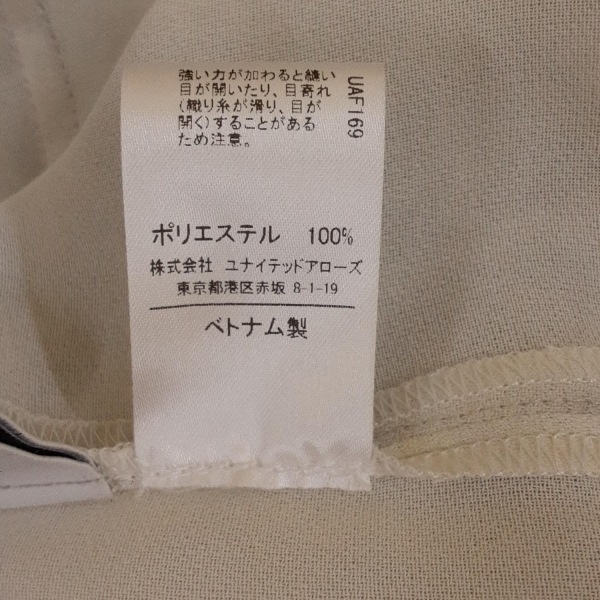 強い力が加わると縫い
目が開いたり、目寄れ
(織り糸が滑り、目が
開く)することがある
ため注意。
UAF169
ポリエステル 100%
株式会社 ユナイテッドアローズ
東京都港区赤坂 8-1-19
ベトナム製